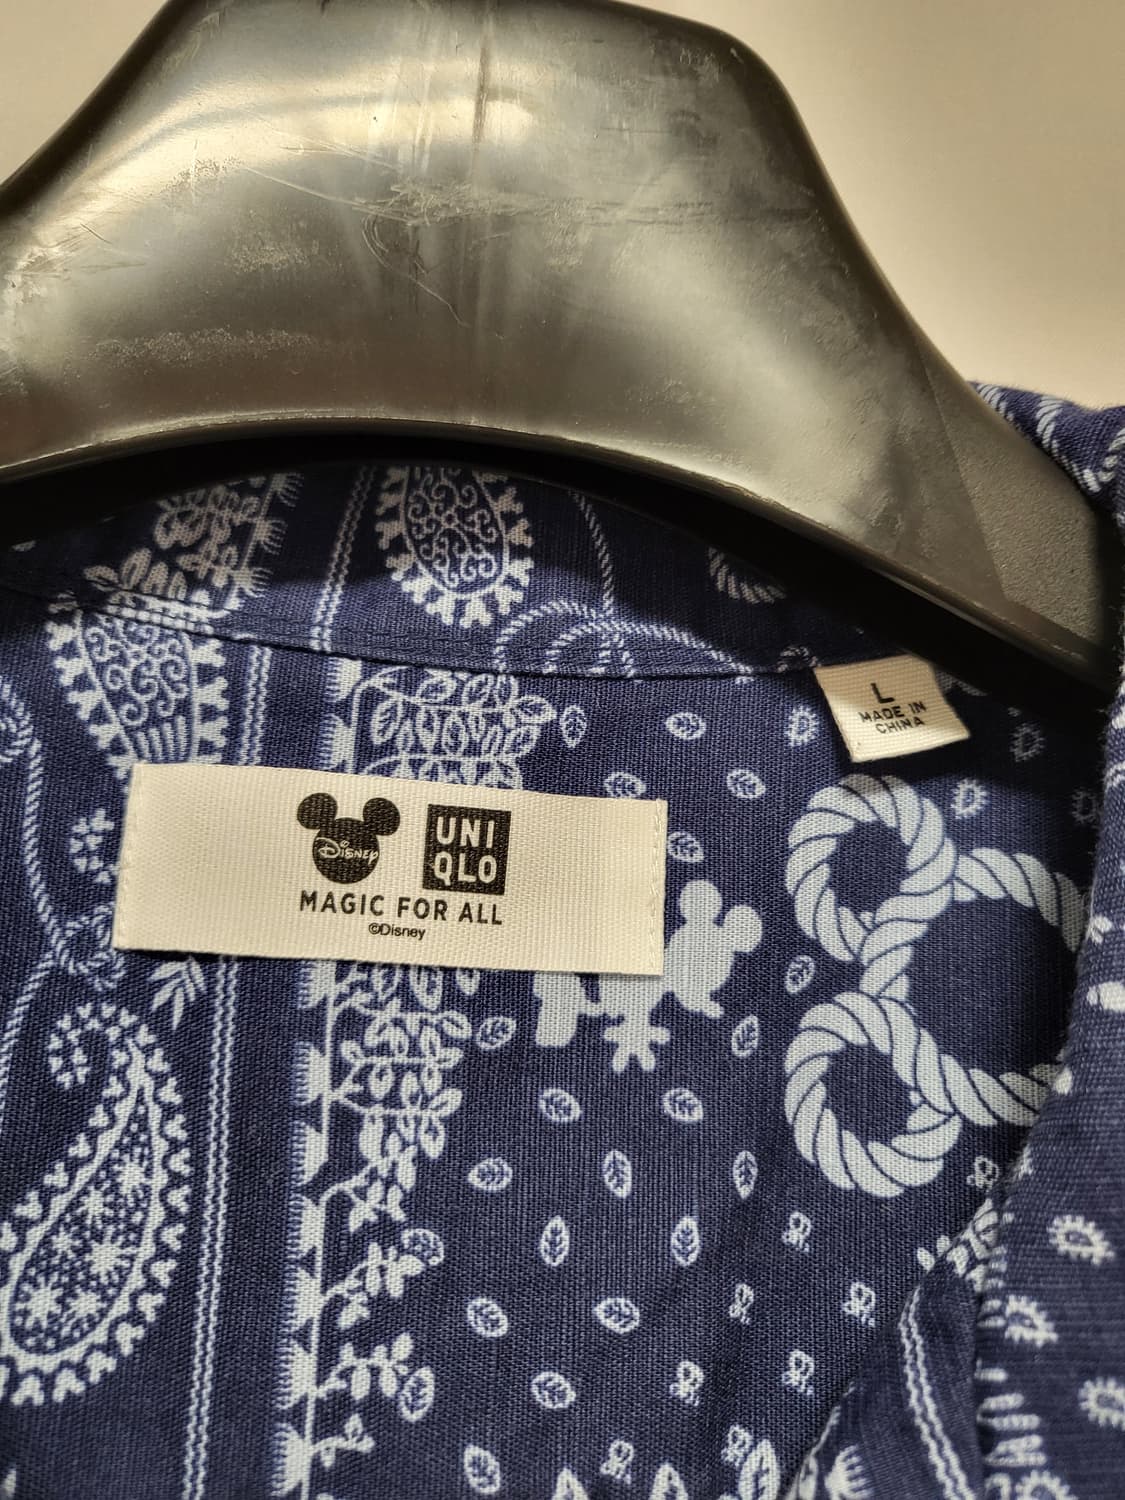 L
MADE IN
CHINA
Disney
UNI
QLO
MAGIC FOR ALL
©Disney